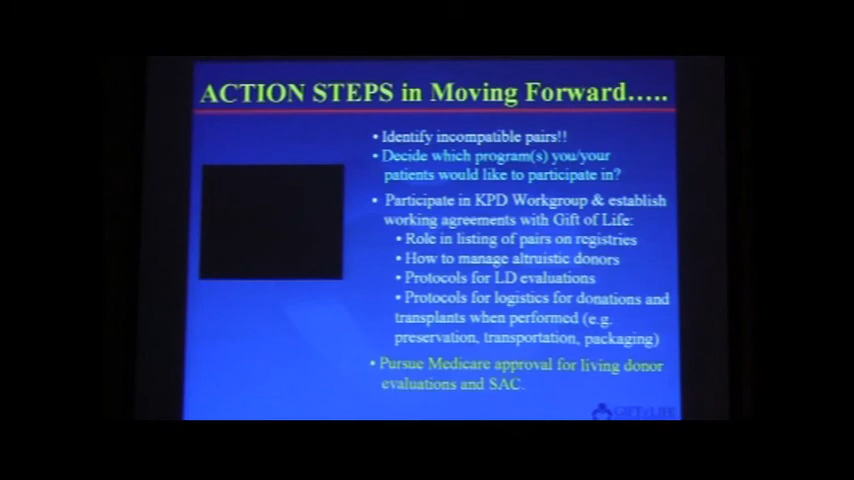 ACTION STEPS in Moving Forward.....
• Identify incompatible pairs!!
• Decide which program(s) you/your
patients would like to participate in?
• Participate in KPD Workgroup & establish
working agreements with Gift of Life:
• Role in listing of pairs on registries
• How to manage altruistic donors
• Protocols for LD evaluations
• Protocols for logistics for donations and
transplants when performed (e.g.
preservation, transportation, packaging)
• Pursue Medicare approval for living donor
evaluations and SAC.
GIFT of LIFE